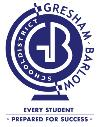 GRESHAM-BARLOW
SCHOOL DISTRICT
GB
EVERY STUDENT
- PREPARED FOR SUCCESS -